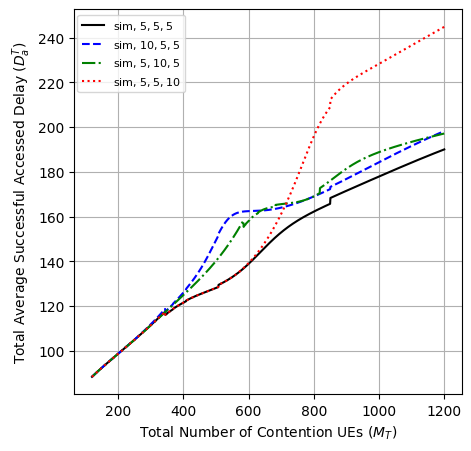 sim, 5, 5, 5
sim, 10, 5, 5
sim, 5, 10, 5
sim, 5, 5, 10
240
220
200
180
160
140
120
100
200
400
600
800
1000
1200
Total Average Successful Accessed Delay ($D_a^T$)
Total Number of Contention UEs ($M_T$)